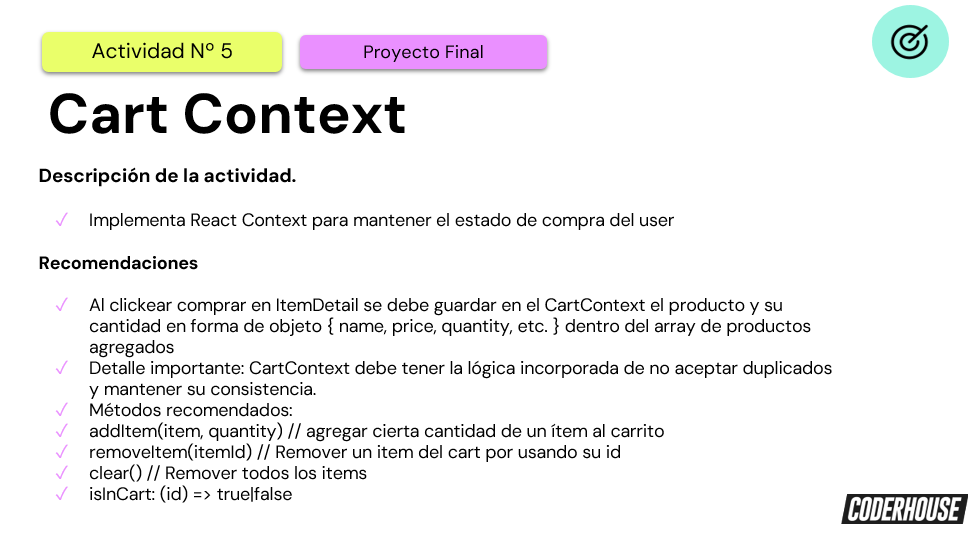 Actividad Nº 5
Proyecto Final
Cart Context
Descripción de la actividad.
✓ Implementa React Context para mantener el estado de compra del user
Recomendaciones
✓ Al clickear comprar en ItemDetail se debe guardar en el CartContext el producto y su
cantidad en forma de objeto { name, price, quantity, etc. } dentro del array de productos
agregados
✓ Detalle importante: CartContext debe tener la lógica incorporada de no aceptar duplicados
y mantener su consistencia.
✓ Métodos recomendados:
✓ addItem(item, quantity) // agregar cierta cantidad de un ítem al carrito
✓ removeItem(itemId) // Remover un item del cart por usando su id
✓ clear() // Remover todos los items
✓ isInCart: (id) => true|false
CODERHOUSE